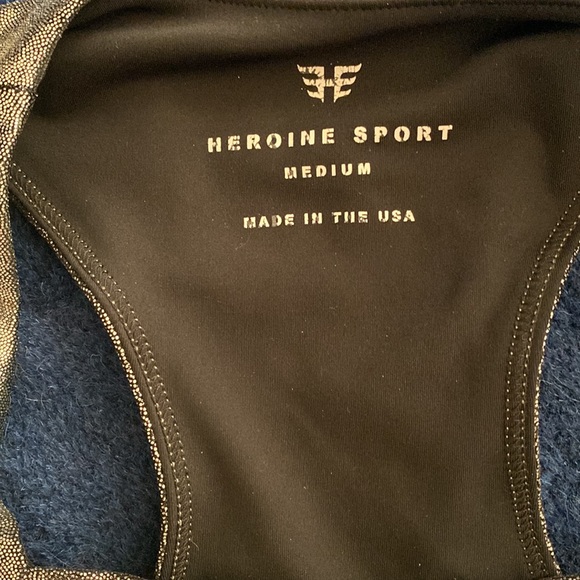 HEROINE SPORT
MEDIUM
MADE IN THE USA